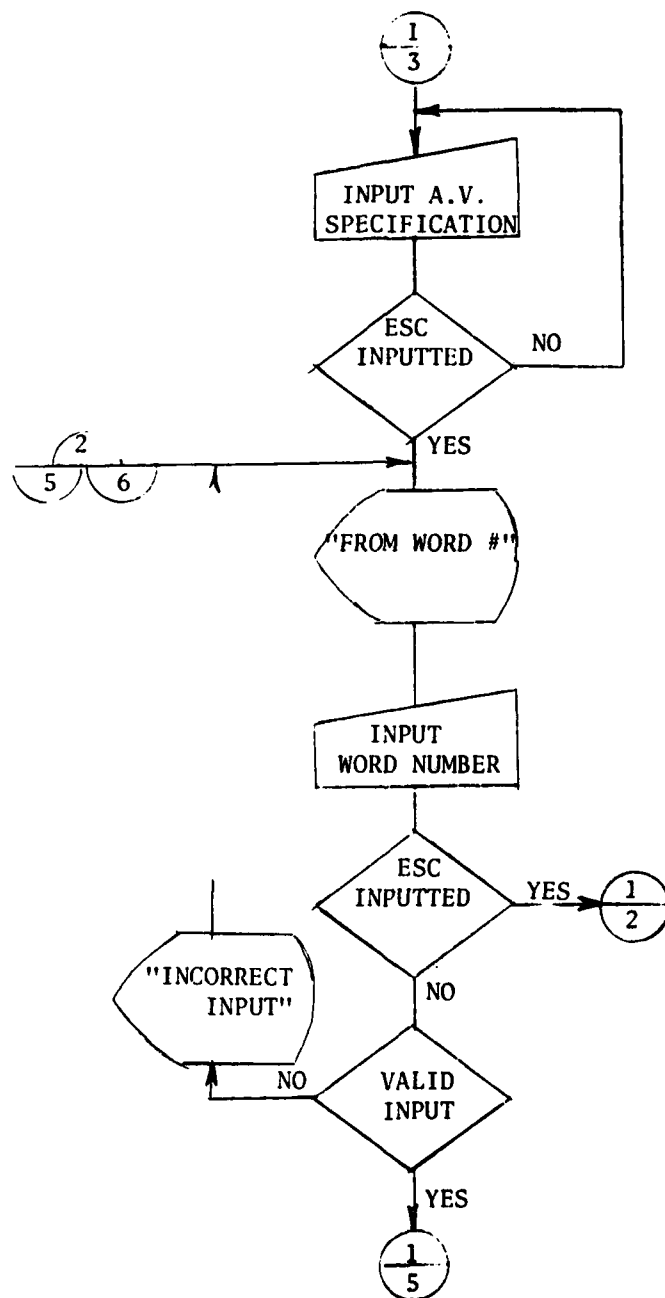 1
3
INPUT A.V.
SPECIFICATION
ESC
INPUTTED
NO
YES
2
5
6
"FROM WORD #"
INPUT
WORD NUMBER
ESC
INPUTTED
YES
1
2
NO
"INCORRECT
INPUT"
NO
VALID
INPUT
YES
1
5